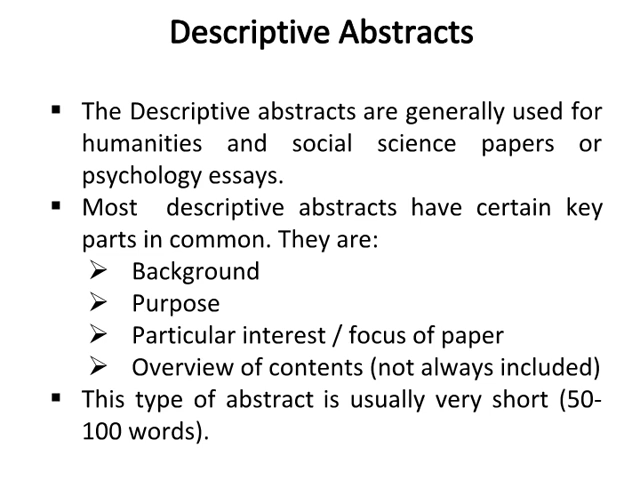 Descriptive Abstracts
▪ The Descriptive abstracts are generally used for
humanities and social science papers or
psychology essays.
▪ Most descriptive abstracts have certain key
parts in common. They are:
➢ Background
➢ Purpose
➢ Particular interest / focus of paper
➢ Overview of contents (not always included)
▪ This type of abstract is usually very short (50-
100 words).